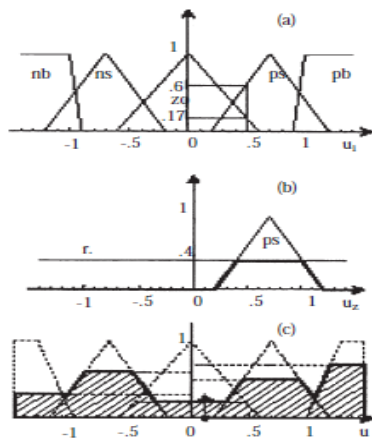 (a)
1
nb ns ps pb
.6
zo
.17
-1 -.5 0 .5 1 u₁
(b)
1
r. .4 ps
-1 -.5 0 .5 1 u₂
(c)
1
-1 -.5 0 .5 1 u